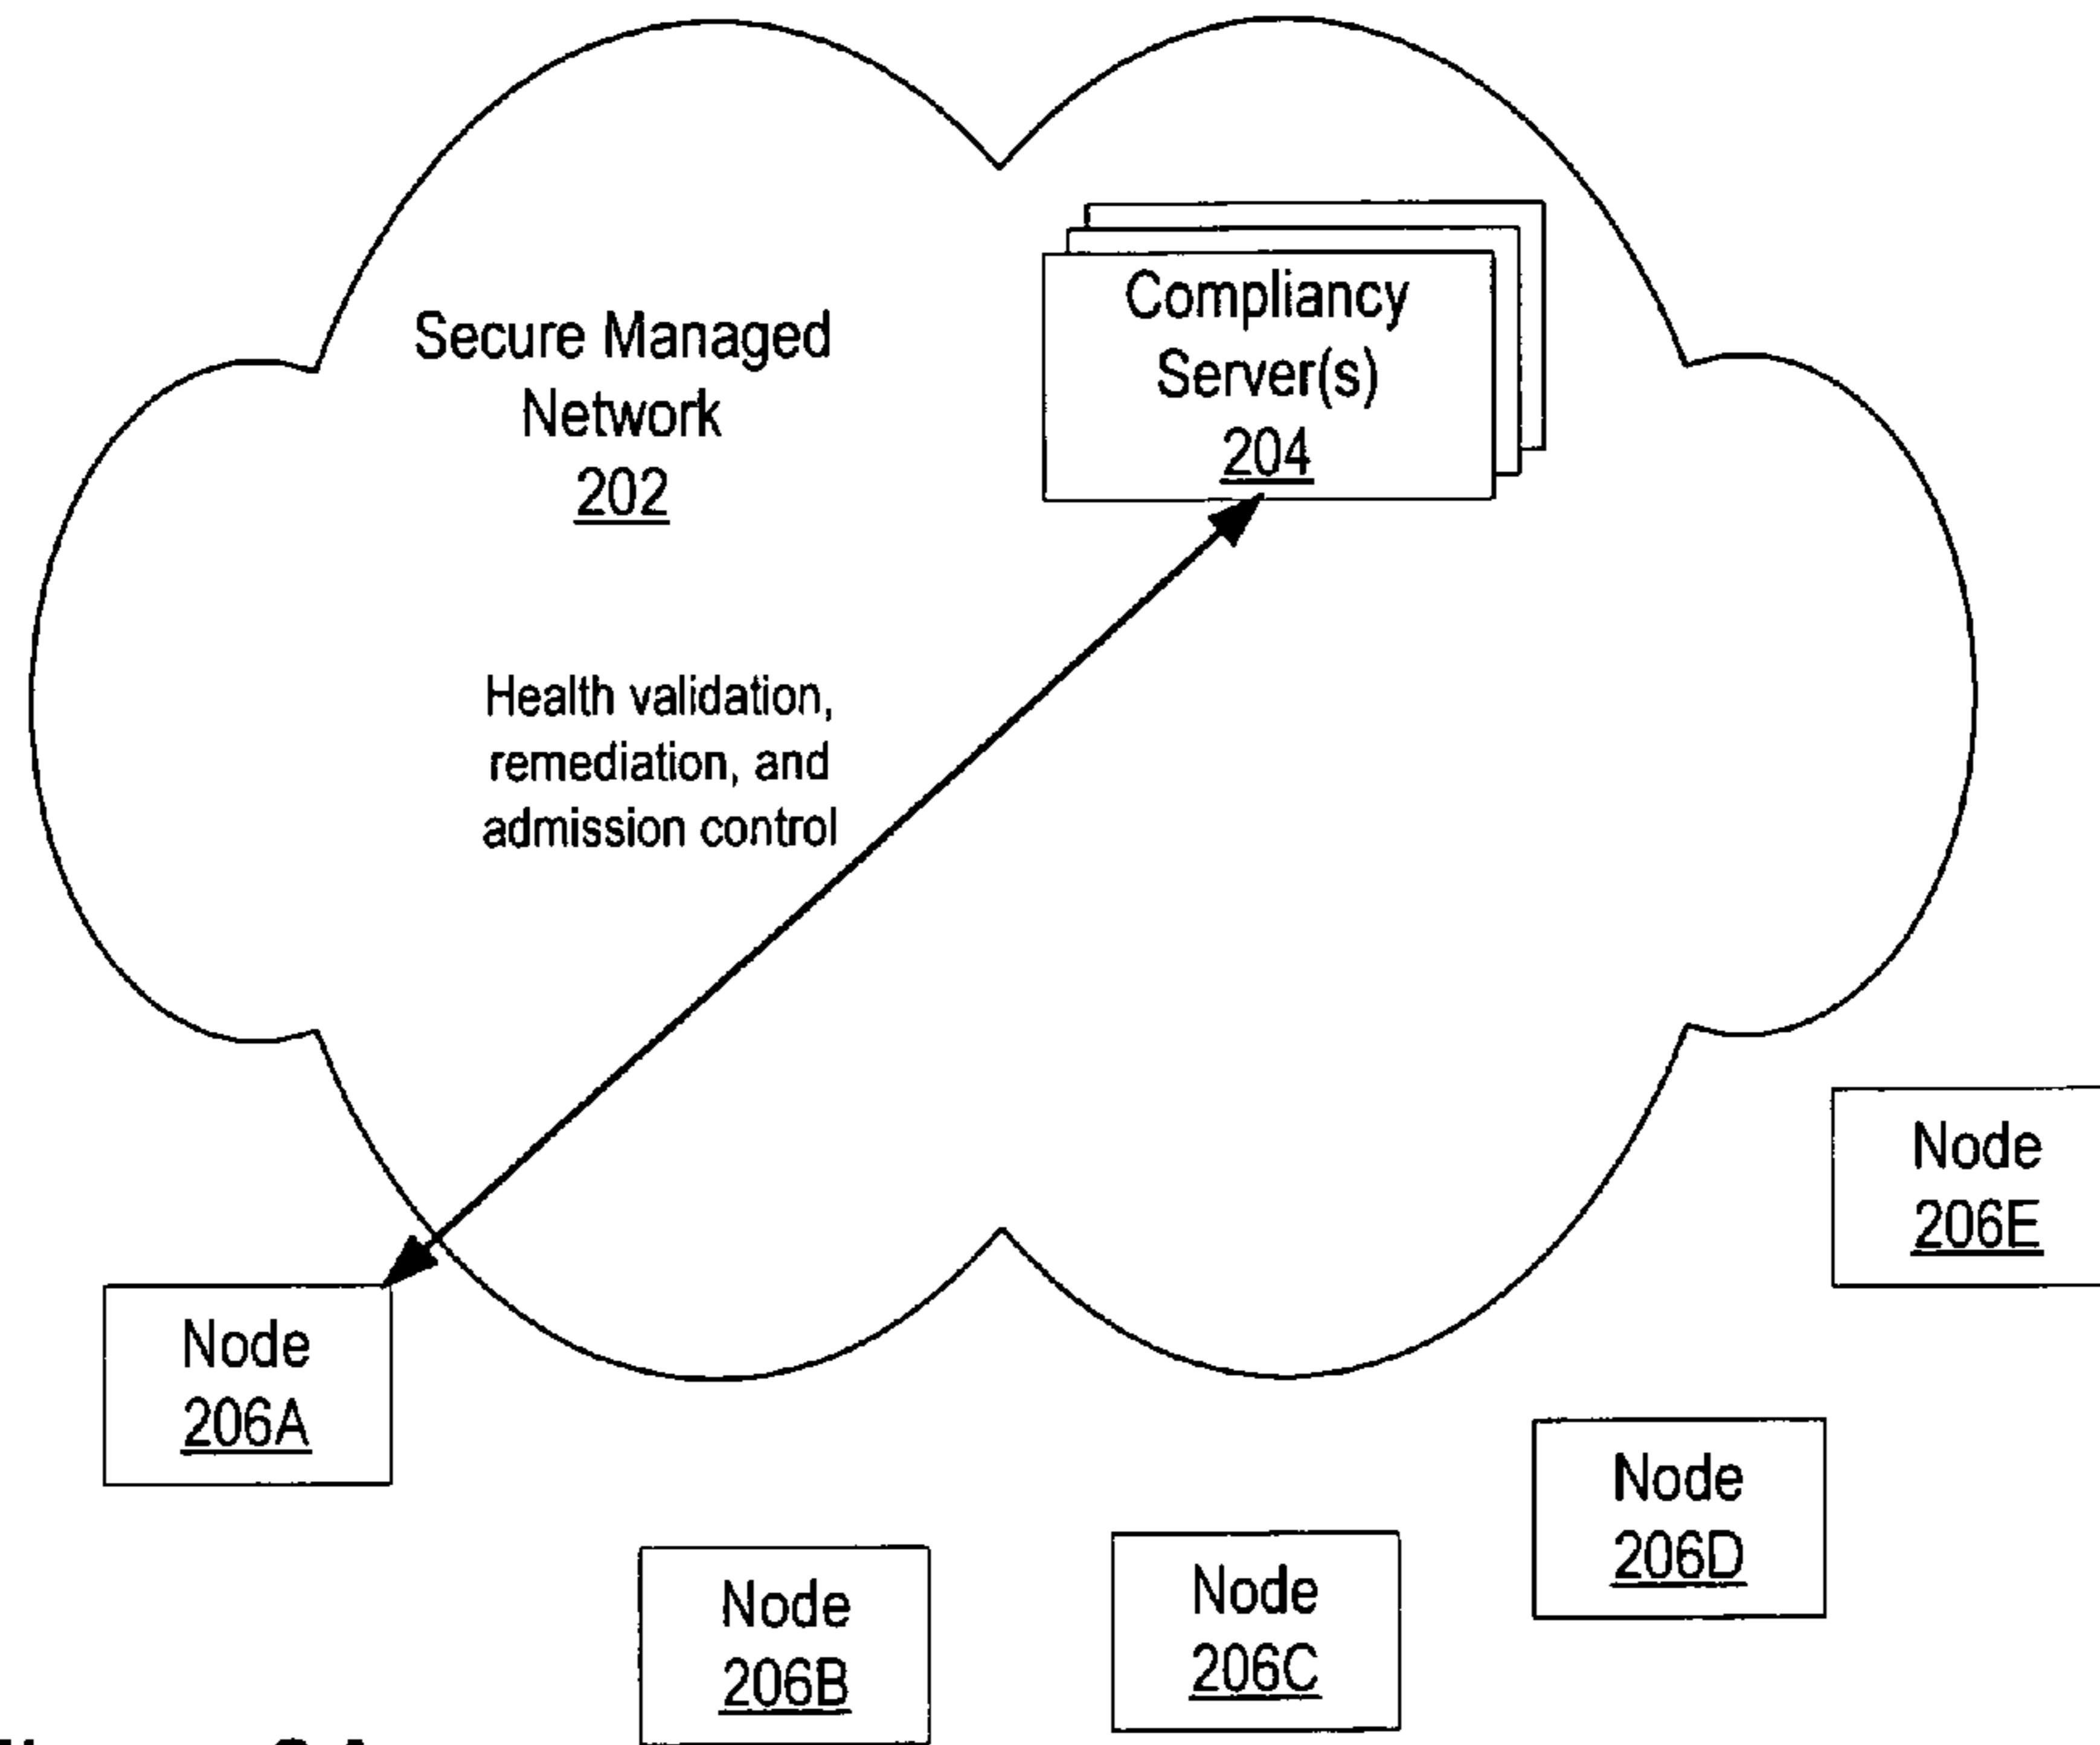 Compliancy
Server(s)
204
Secure Managed
Network
202
Health validation,
remediation, and
admission control
Node
206E
Node
206A
Node
206D
Node
206C
Node
206B